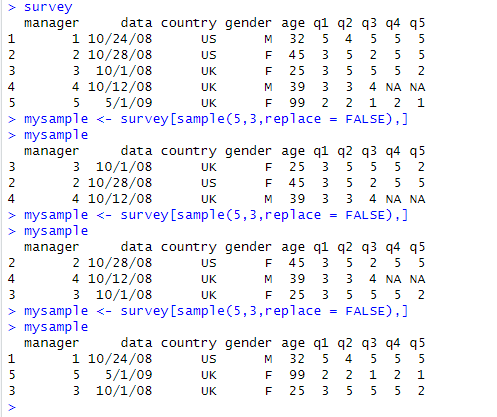 > survey
  manager     data country gender age q1 q2 q3 q4 q5
1       1 10/24/08      US      M  32  5  4  5  5  5
2       2 10/28/08      US      F  45  3  5  2  5  5
3       3  10/1/08      UK      F  25  3  5  5  5  2
4       4 10/12/08      UK      M  39  3  3  4 NA NA
5       5   5/1/09      UK      F  99  2  2  1  2  1
> mysample <- survey[sample(5,3,replace = FALSE),]
> mysample
  manager     data country gender age q1 q2 q3 q4 q5
3       3  10/1/08      UK      F  25  3  5  5  5  2
2       2 10/28/08      US      F  45  3  5  2  5  5
4       4 10/12/08      UK      M  39  3  3  4 NA NA
> mysample <- survey[sample(5,3,replace = FALSE),]
> mysample
  manager     data country gender age q1 q2 q3 q4 q5
2       2 10/28/08      US      F  45  3  5  2  5  5
4       4 10/12/08      UK      M  39  3  3  4 NA NA
3       3  10/1/08      UK      F  25  3  5  5  5  2
> mysample <- survey[sample(5,3,replace = FALSE),]
> mysample
  manager     data country gender age q1 q2 q3 q4 q5
1       1 10/24/08      US      M  32  5  4  5  5  5
5       5   5/1/09      UK      F  99  2  2  1  2  1
3       3  10/1/08      UK      F  25  3  5  5  5  2
>